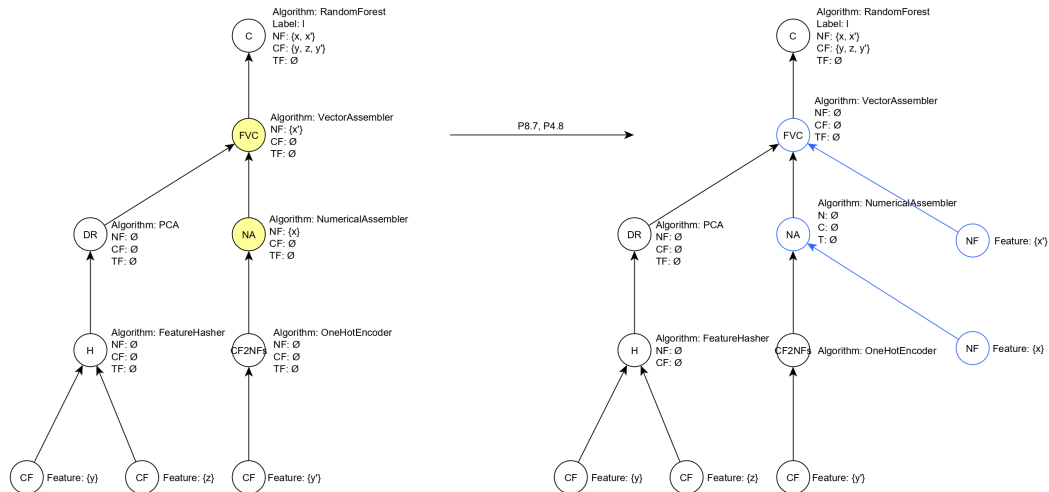 Algorithm: RandomForest
Label: l
NF: {x, x'}
CF: {y, z, y'}
TF: Ø
C
Algorithm: VectorAssembler
NF: {x'}
CF: Ø
TF: Ø
FVC
Algorithm: PCA
NF: Ø
CF: Ø
TF: Ø
DR
Algorithm: NumericalAssembler
NF: {x}
CF: Ø
TF: Ø
NA
Algorithm: FeatureHasher
NF: Ø
CF: Ø
TF: Ø
H
Algorithm: OneHotEncoder
NF: Ø
CF: Ø
TF: Ø
CF2NFs
CF
Feature: {y}
CF
Feature: {z}
CF
Feature: {y'}
P8.7, P4.8
Algorithm: RandomForest
Label: l
NF: {x, x'}
CF: {y, z, y'}
TF: Ø
C
Algorithm: VectorAssembler
NF: Ø
CF: Ø
TF: Ø
FVC
Algorithm: PCA
NF: Ø
CF: Ø
TF: Ø
DR
Algorithm: NumericalAssembler
N: Ø
C: Ø
T: Ø
NA
NF
Feature: {x'}
Algorithm: FeatureHasher
NF: Ø
CF: Ø
H
CF2NFs
Algorithm: OneHotEncoder
NF
Feature: {x}
CF
Feature: {y}
CF
Feature: {z}
CF
Feature: {y'}